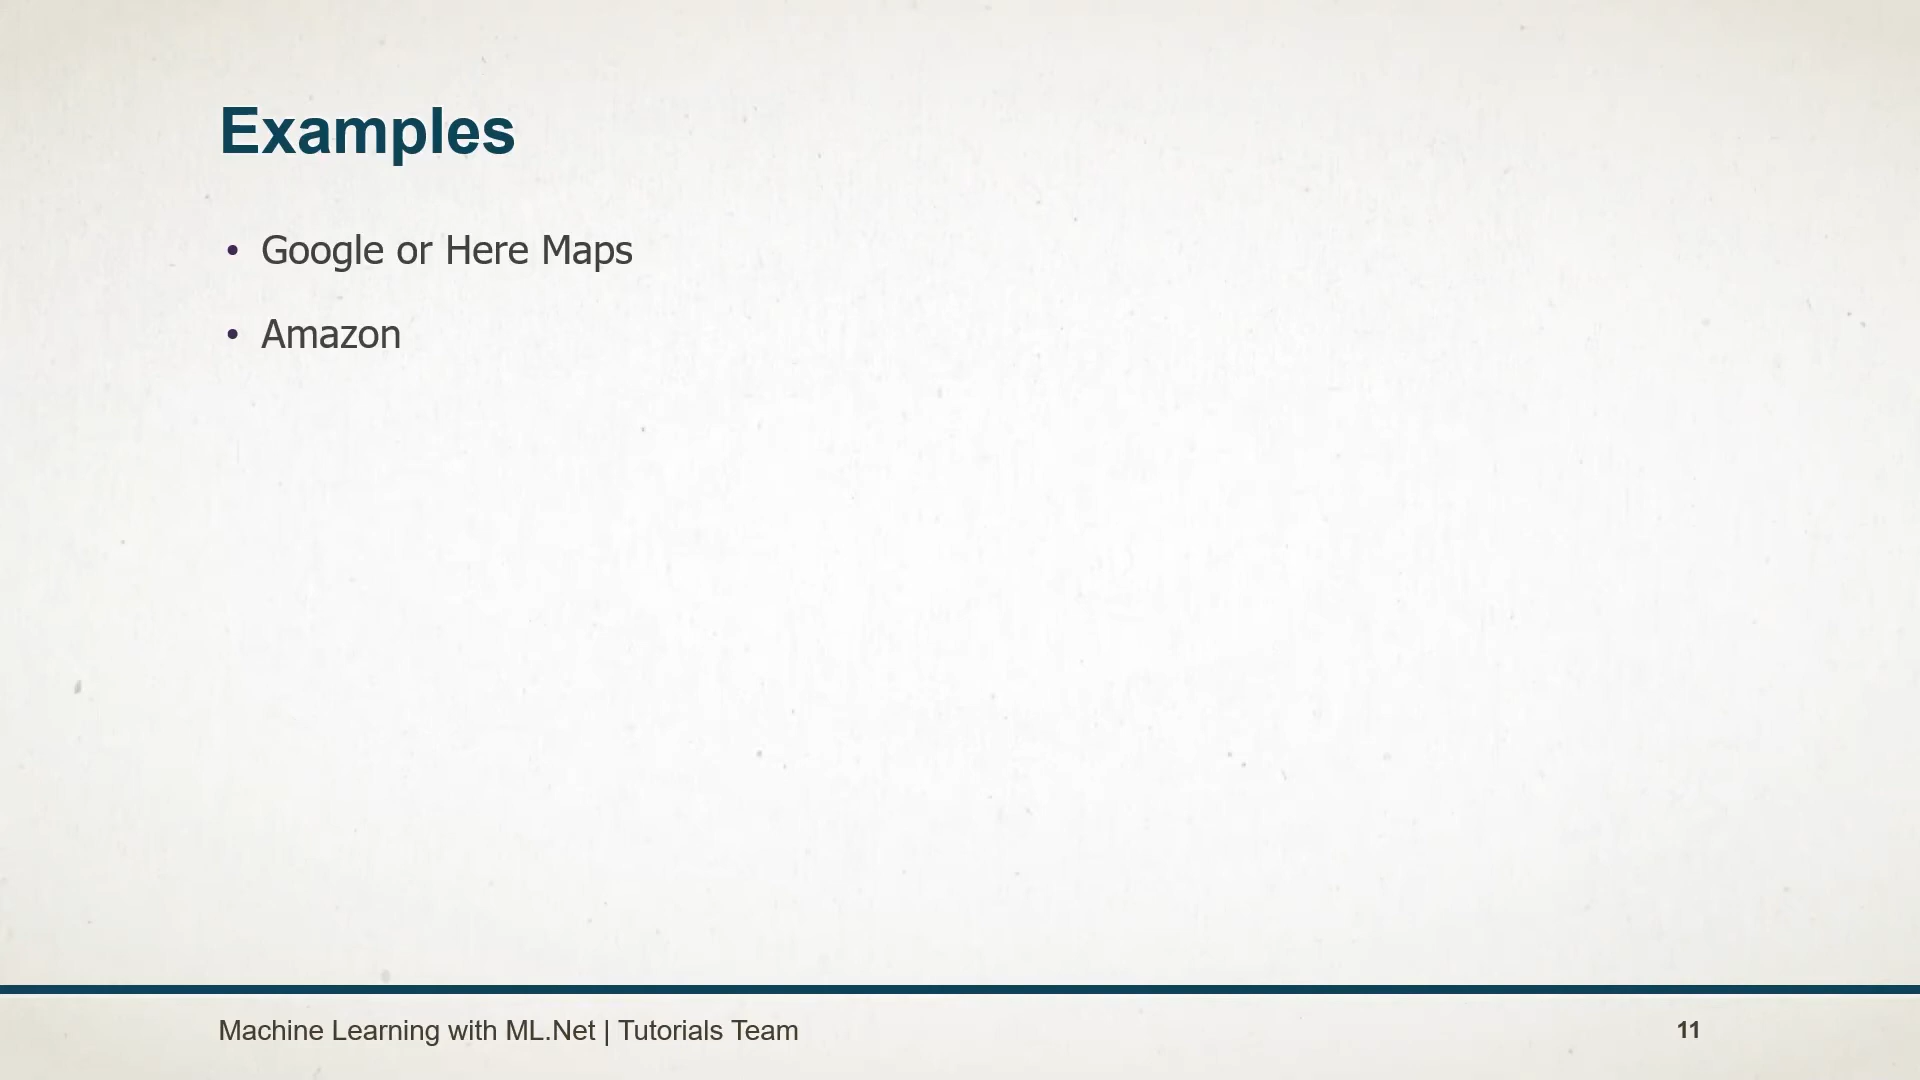 Examples
• Google or Here Maps
• Amazon
Machine Learning with ML.Net | Tutorials Team
11